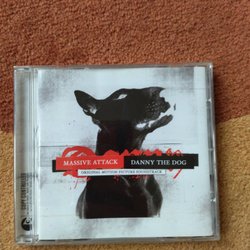 MASSIVE ATTACK DANNY THE DOG
ORIGINAL MOTION PICTURE SOUNDTRACK